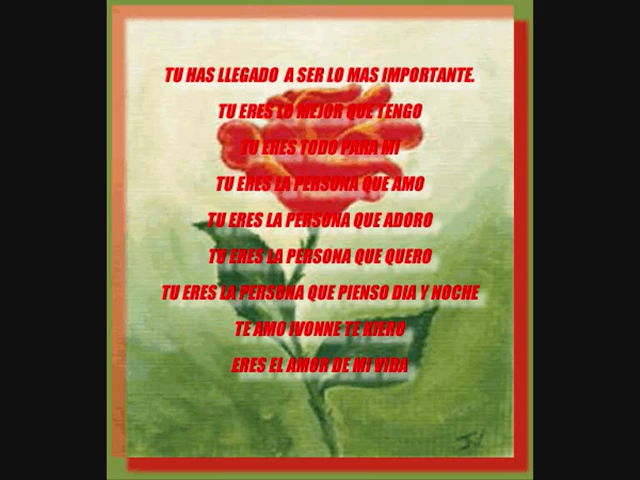 TU HAS LLEGADO A SER LO MAS IMPORTANTE.
TU ERES LO MEJOR QUE TENGO
TU ERES TODO PARA MI
TU ERES LA PERSONA QUE AMO
TU ERES LA PERSONA QUE ADORO
TU ERES LA PERSONA QUE QUERO
TU ERES LA PERSONA QUE PIENSO DIA Y NOCHE
TE AMO IVONNE TE KIERO
ERES EL AMOR DE MI VIDA